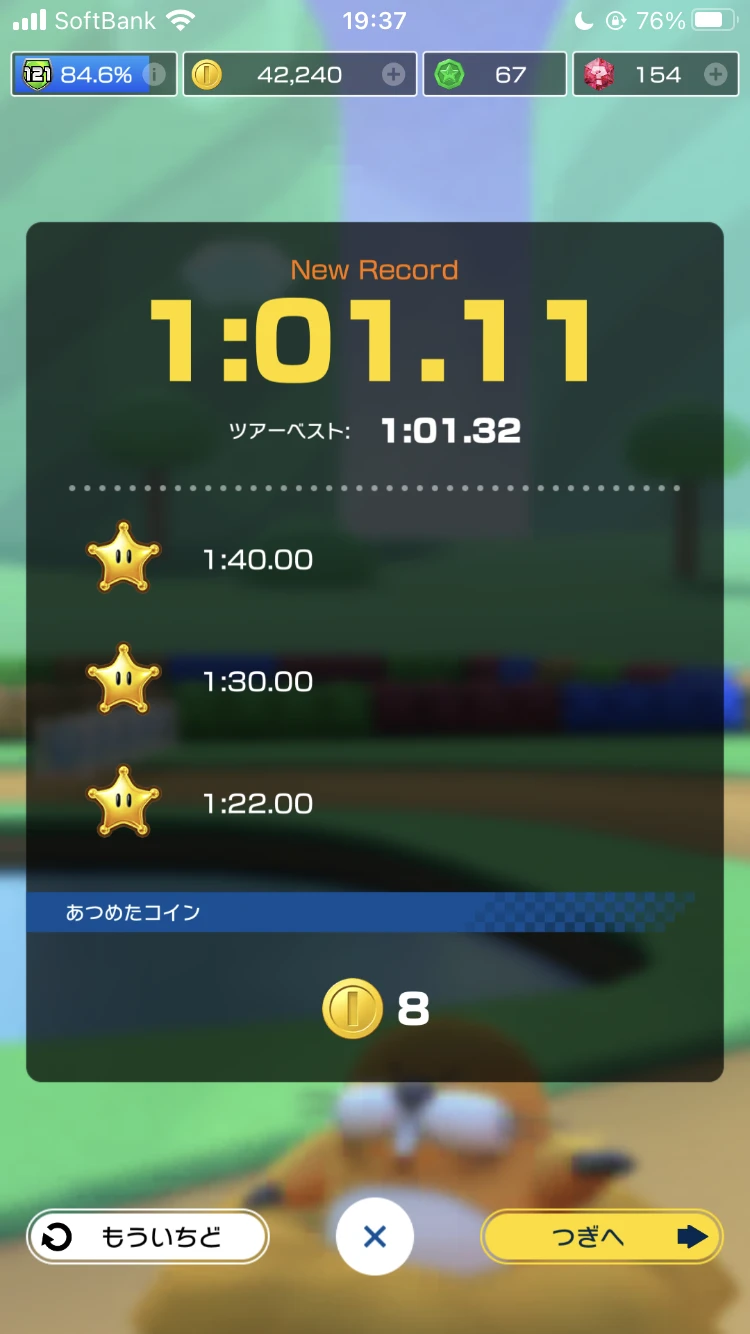 SoftBank 19:37 76%
121 84.6% i 42,240 + 67 ? 154 +
New Record
1:01.11
ツアーベスト: 1:01.32
1:40.00
1:30.00
1:22.00
あつめたコイン
8
もういちど × つぎへ